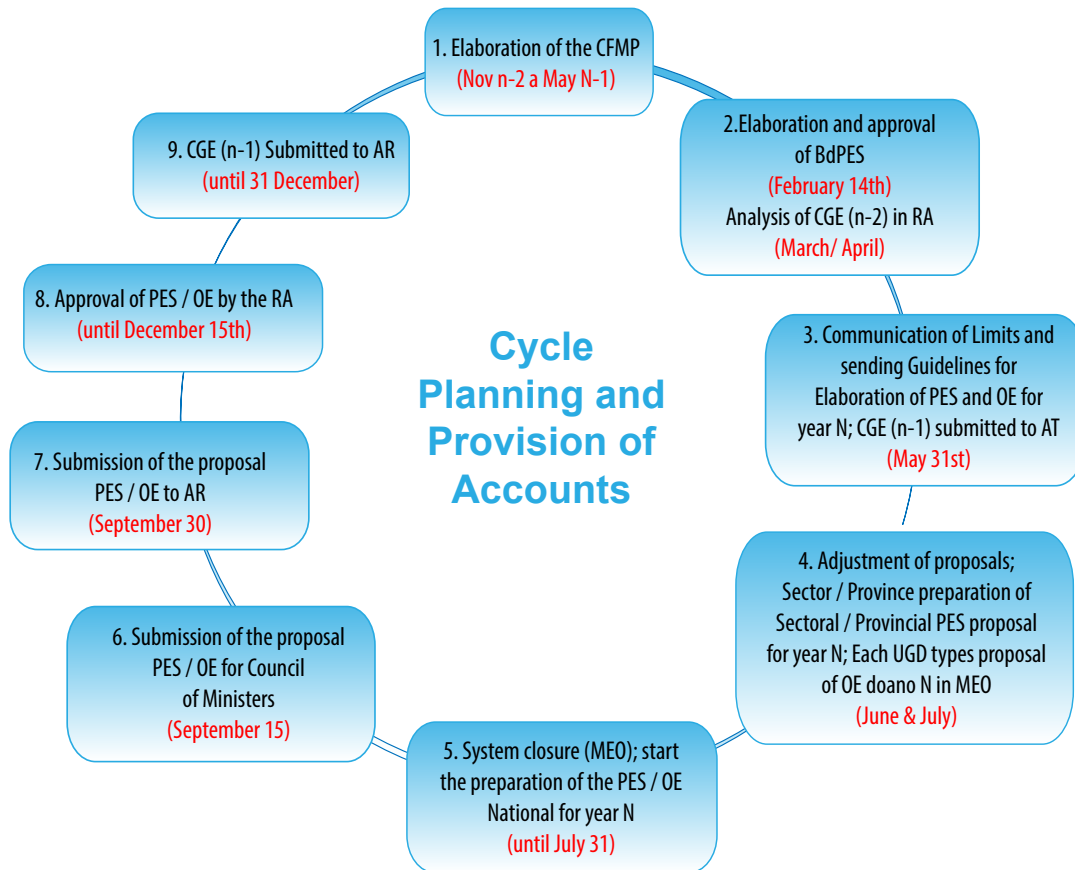 1. Elaboration of the CFMP
(Nov n-2 a May N-1)
2.Elaboration and approval
of BdPES
(February 14th)
Analysis of CGE (n-2) in RA
(March/ April)
3. Communication of Limits and
sending Guidelines for
Elaboration of PES and OE for
year N; CGE (n-1) submitted to AT
(May 31st)
4. Adjustment of proposals;
Sector / Province preparation of
Sectoral / Provincial PES proposal
for year N; Each UGD types proposal
of OE doano N in MEO
(June & July)
5. System closure (MEO); start
the preparation of the PES / OE
National for year N
(until July 31)
6. Submission of the proposal
PES / OE for Council
of Ministers
(September 15)
7. Submission of the proposal
PES / OE to AR
(September 30)
8. Approval of PES / OE by the RA
(until December 15th)
9. CGE (n-1) Submitted to AR
(until 31 December)
Cycle
Planning and
Provision of
Accounts